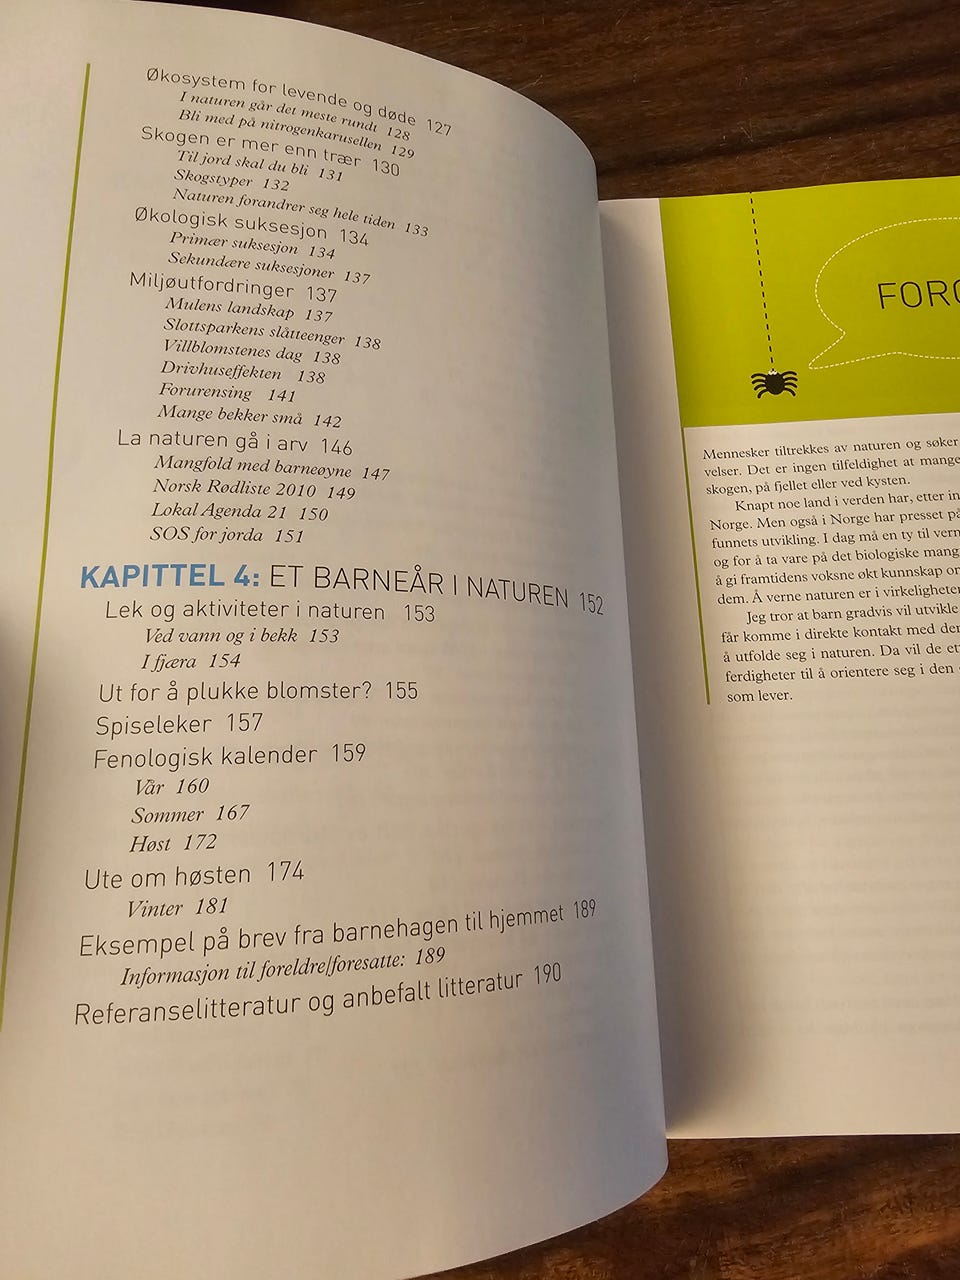 Økosystem for levende og døde 127
I naturen går det meste rundt 128
Bli med på nitrogenkarusellen 129
Skogen er mer enn trær 130
Til jord skal du bli 131
Skogstyper 132
Naturen forandrer seg hele tiden 133
Økologisk suksesjon 134
Primær suksesjon 134
Sekundære suksesjoner 137
Miljøutfordringer 137
Mulens landskap 137
Slottsparkens slåtteenger 138
Villblomstenes dag 138
Drivhuseffekten 138
Forurensing 141
Mange bekker små 142
La naturen gå i arv 146
Mangfold med barneøyne 147
Norsk Rødliste 2010 149
Lokal Agenda 21 150
SOS for jorda 151
KAPITTEL 4: ET BARNEÅR I NATUREN 152
Lek og aktiviteter i naturen 153
Ved vann og i bekk 153
I fjæra 154
Ut for å plukke blomster? 155
Spiseleker 157
Fenologisk kalender 159
Vår 160
Sommer 167
Høst 172
Ute om høsten 174
Vinter 181
Eksempel på brev fra barnehagen til hjemmet 189
Informasjon til foreldre/foresatte: 189
Referanselitteratur og anbefalt litteratur 190
Mennesker tiltrekkes av naturen og søker
velser. Det er ingen tilfeldighet at mange
skogen, på fjellet eller ved kysten.
Knapt noe land i verden har, etter in
Norge. Men også i Norge har presset på
funnets utvikling. I dag må en ty til vern
og for å ta vare på det biologiske mang
å gi framtidens voksne økt kunnskap om
dem. Å verne naturen er i virkeligheten
Jeg tror at barn gradvis vil utvikle
får komme i direkte kontakt med den
å utfolde seg i naturen. Da vil de et
ferdigheter til å orientere seg i den
som lever.